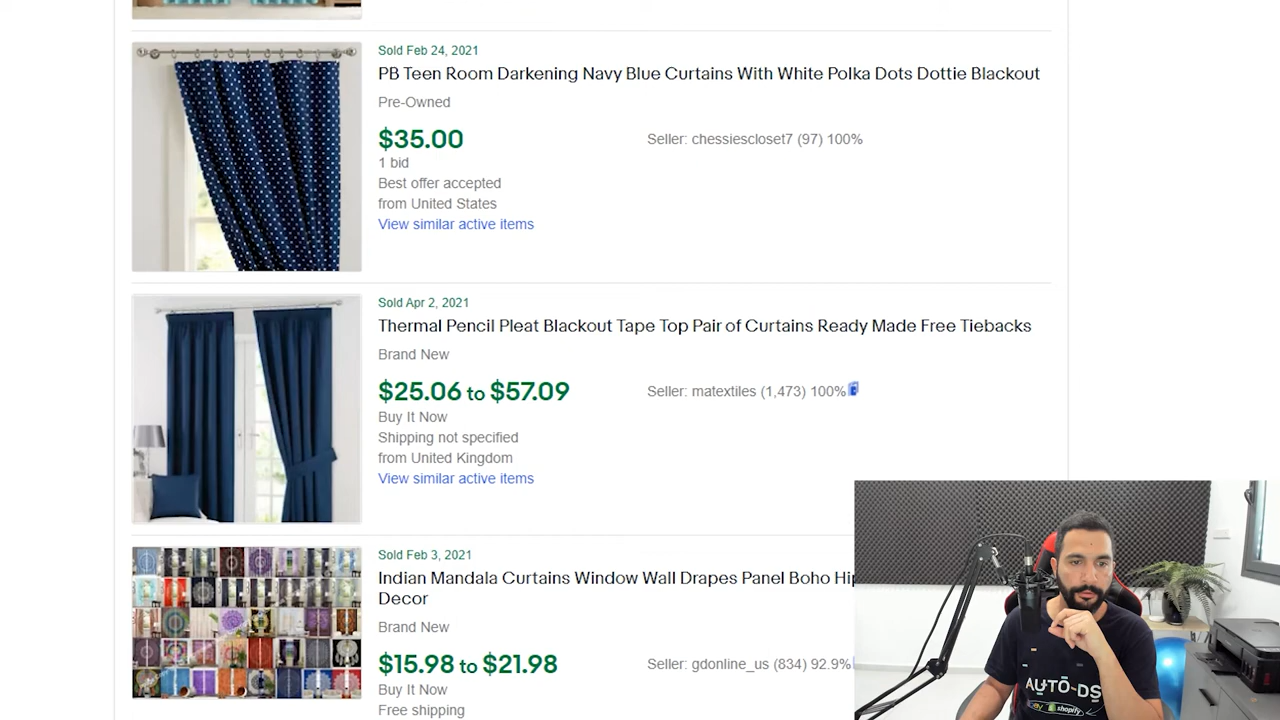 Sold Feb 24, 2021
PB Teen Room Darkening Navy Blue Curtains With White Polka Dots Dottie Blackout
Pre-Owned
$35.00
Seller: chessiescloset7 (97) 100%
1 bid
Best offer accepted
from United States
View similar active items
Sold Apr 2, 2021
Thermal Pencil Pleat Blackout Tape Top Pair of Curtains Ready Made Free Tiebacks
Brand New
$25.06 to $57.09
Seller: matextiles (1,473) 100%
Buy It Now
Shipping not specified
from United Kingdom
View similar active items
Sold Feb 3, 2021
Indian Mandala Curtains Window Wall Drapes Panel Boho Hip
Decor
Brand New
$15.98 to $21.98
Seller: gdonline_us (834) 92.9%
Buy It Now
Free shipping
AUTO-DS
shopify